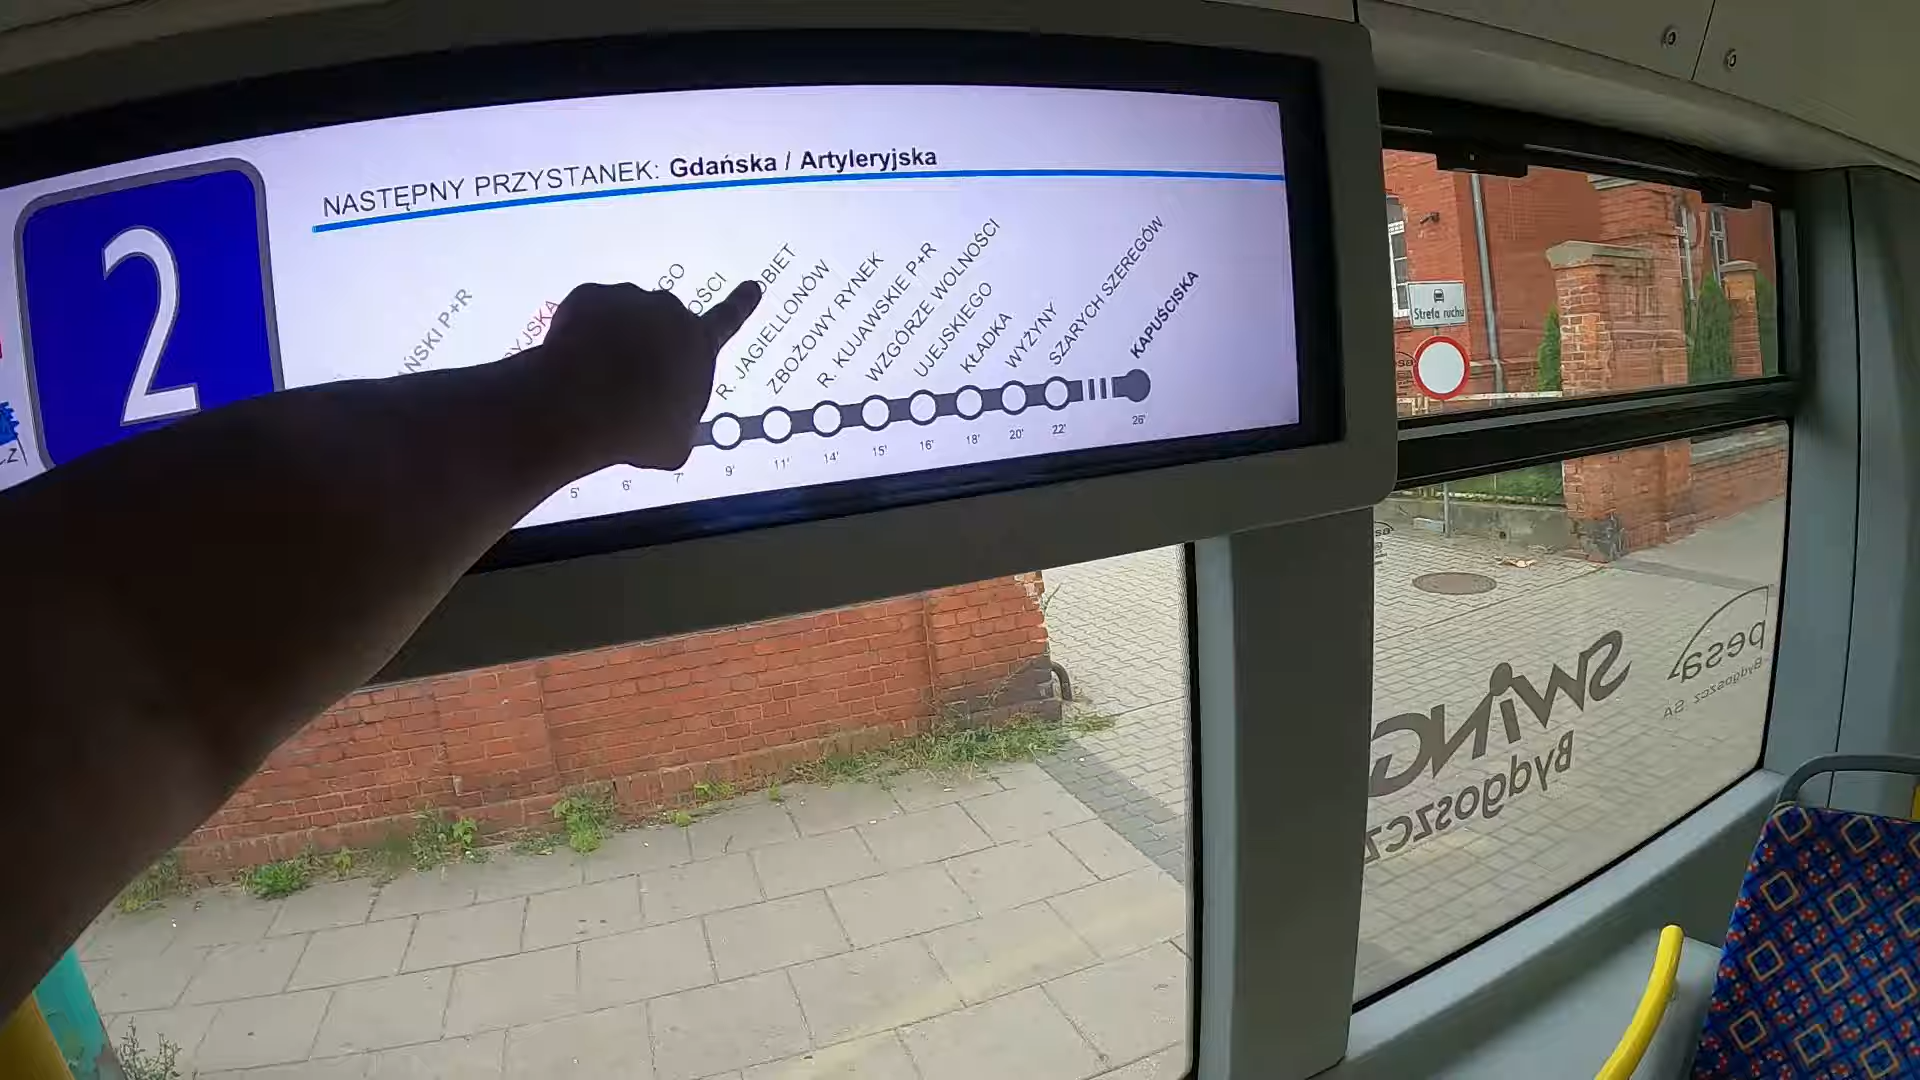 2
NASTĘPNY PRZYSTANEK: Gdańska / Artyleryjska
R. JAGIELLONÓW
ZBOŻOWY RYNEK
R. KUJAWSKIE P+R
WZGÓRZE WOLNOŚCI
UJEJSKIEGO
KŁADKA
WYŻYNY
SZARYCH SZEREGÓW
KAPUŚCISKA
5' 6' 7' 9' 11' 14' 15' 16' 18' 20' 22' 26'
Strefa ruchu
pesa
Bydgoszcz SA
SWING
Bydgoszcz